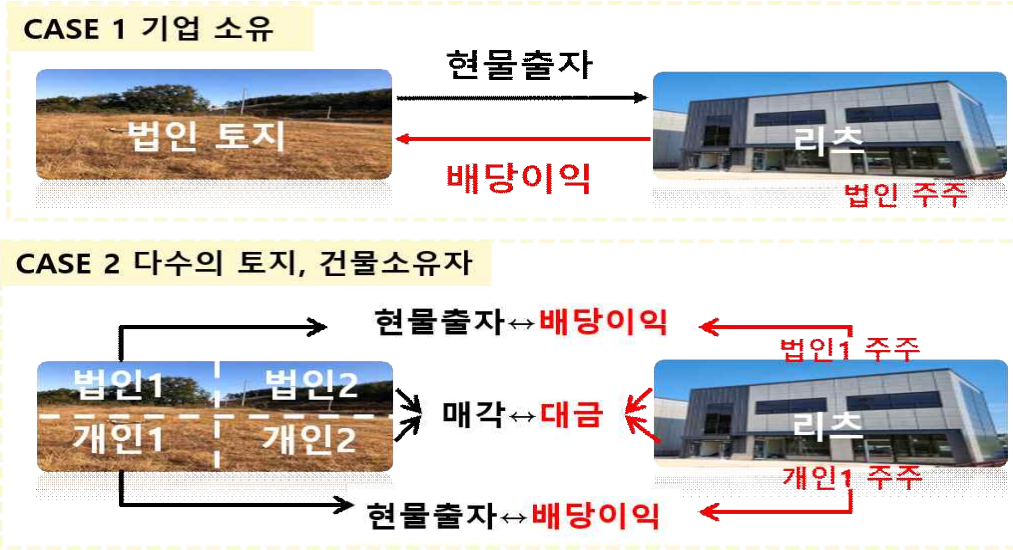 CASE 1 기업 소유
현물출자
법인 토지
리츠
배당이익
법인 주주
CASE 2 다수의 토지, 건물소유자
현물출자↔배당이익
법인1 주주
법인1
법인2
매각↔대금
리츠
개인1
개인2
개인1 주주
현물출자↔배당이익